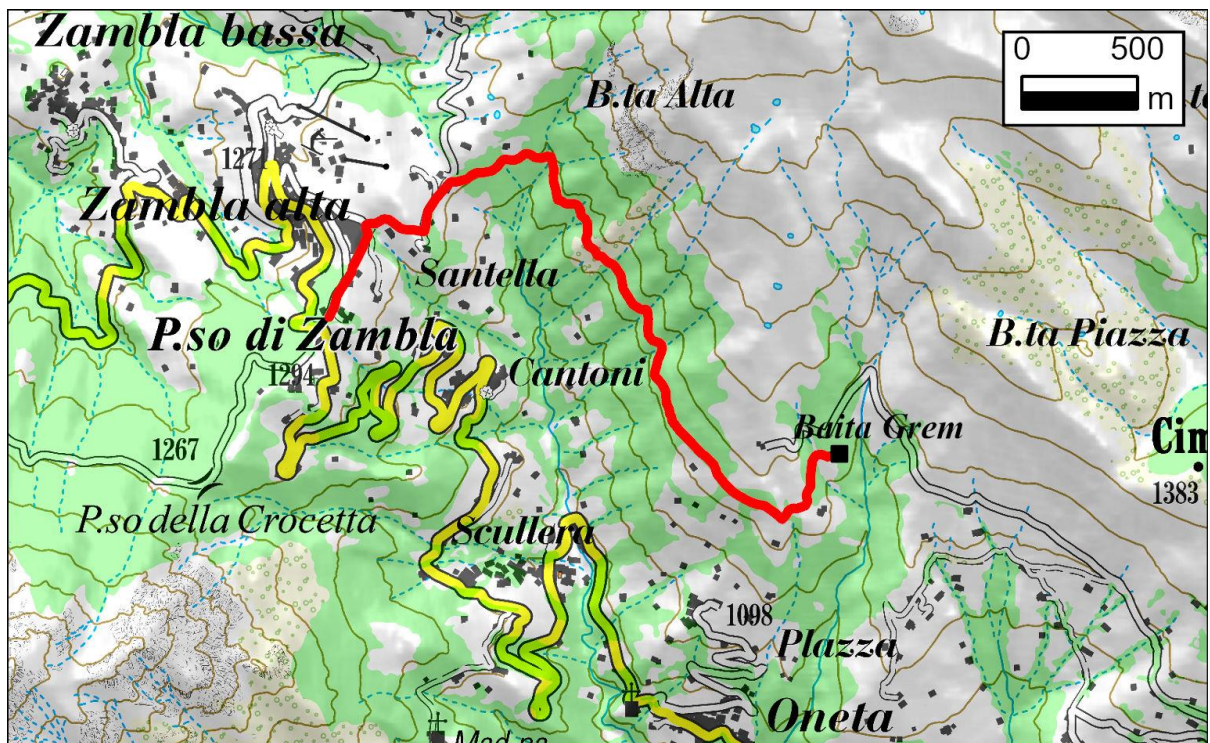 Zambla bassa
0 500
m
B.ta Alta
1271
Zambla alta
Santella
P.so di Zambla
B.ta Piazza
1294
Cantoni
Baita Grem
1267
Cim
1383
P.so della Crocetta
Scullera
1098
Plazza
Oneta